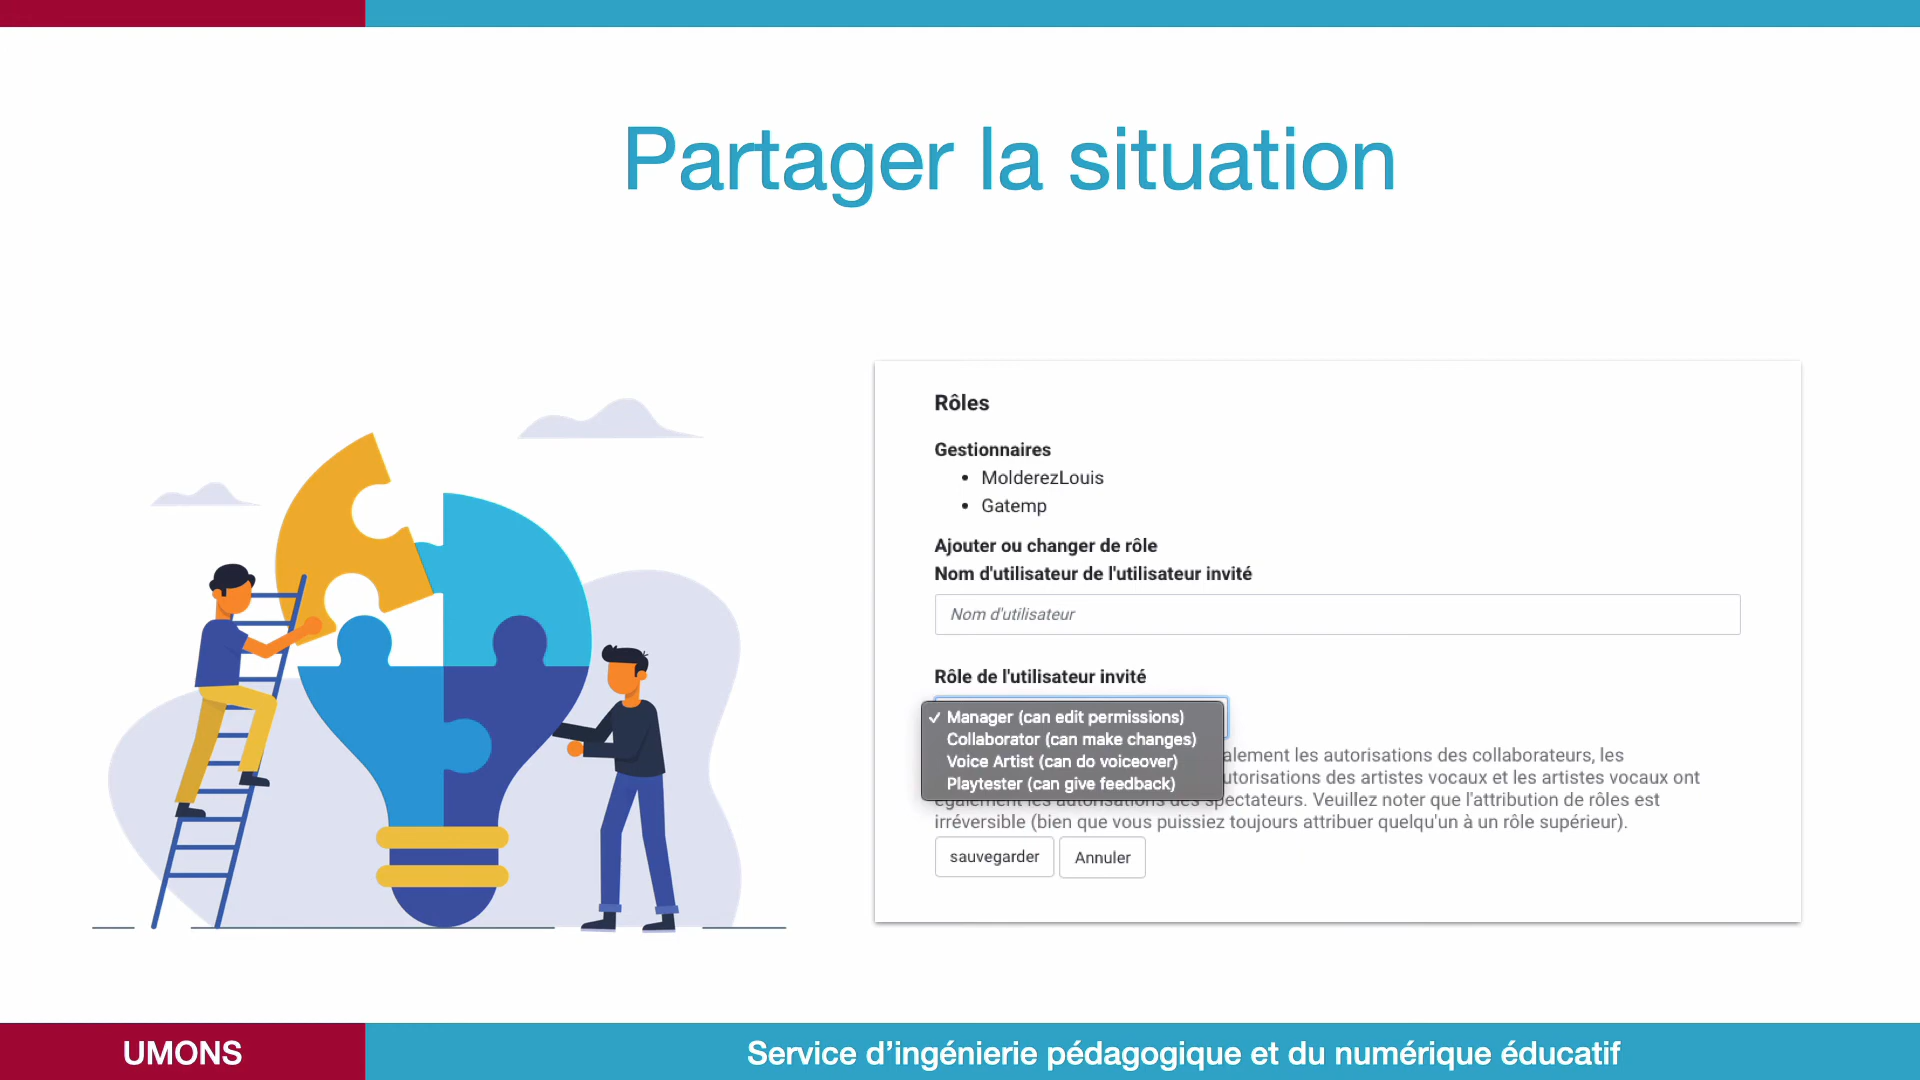 Partager la situation
Rôles
Gestionnaires
MolderezLouis
Gatemp
Ajouter ou changer de rôle
Nom d'utilisateur de l'utilisateur invité
Nom d'utilisateur
Rôle de l'utilisateur invité
✓ Manager (can edit permissions)
Collaborator (can make changes)
Voice Artist (can do voiceover)
Playtester (can give feedback)
alement les autorisations des collaborateurs, les
utorisations des artistes vocaux et les artistes vocaux ont
également les autorisations des spectateurs. Veuillez noter que l'attribution de rôles est
irréversible (bien que vous puissiez toujours attribuer quelqu'un à un rôle supérieur).
sauvegarder Annuler
UMONS
Service d’ingénierie pédagogique et du numérique éducatif